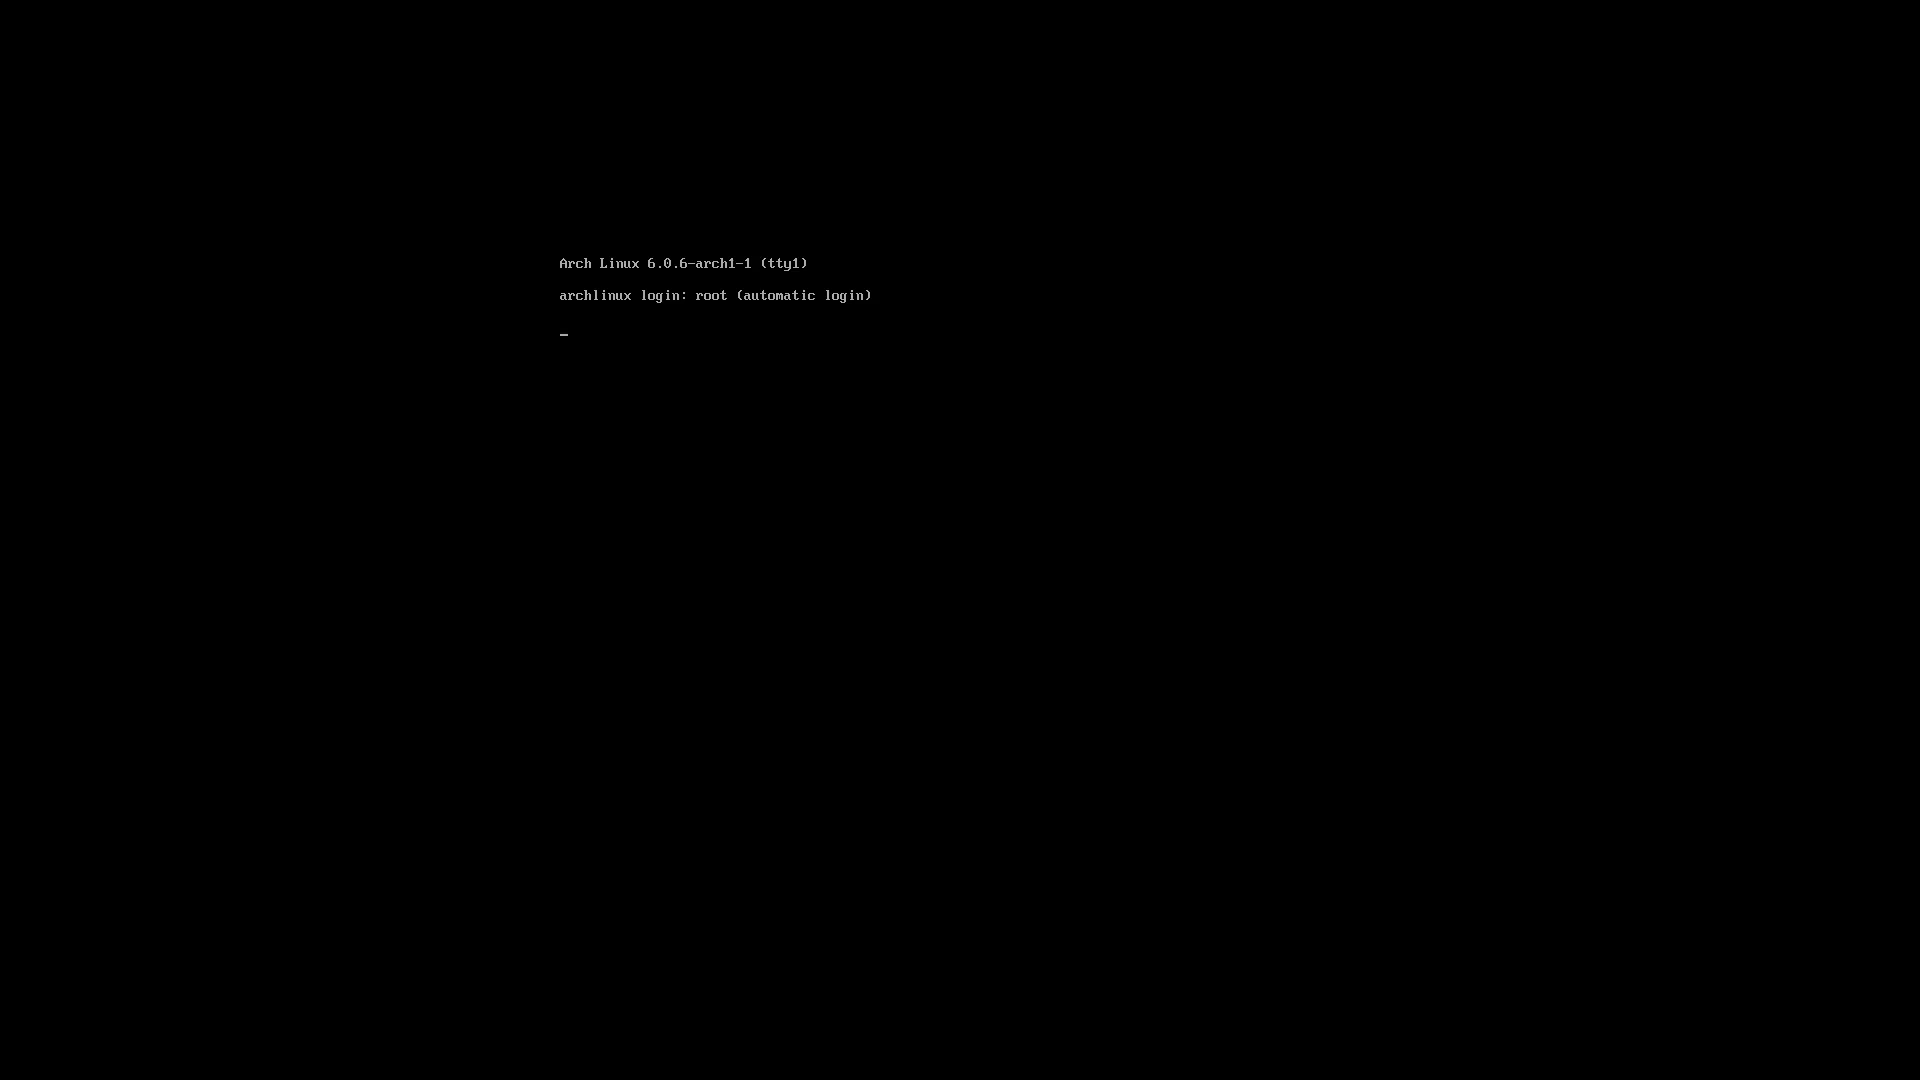 Arch Linux 6.0.6-arch1-1 (tty1)
archlinux login: root (automatic login)